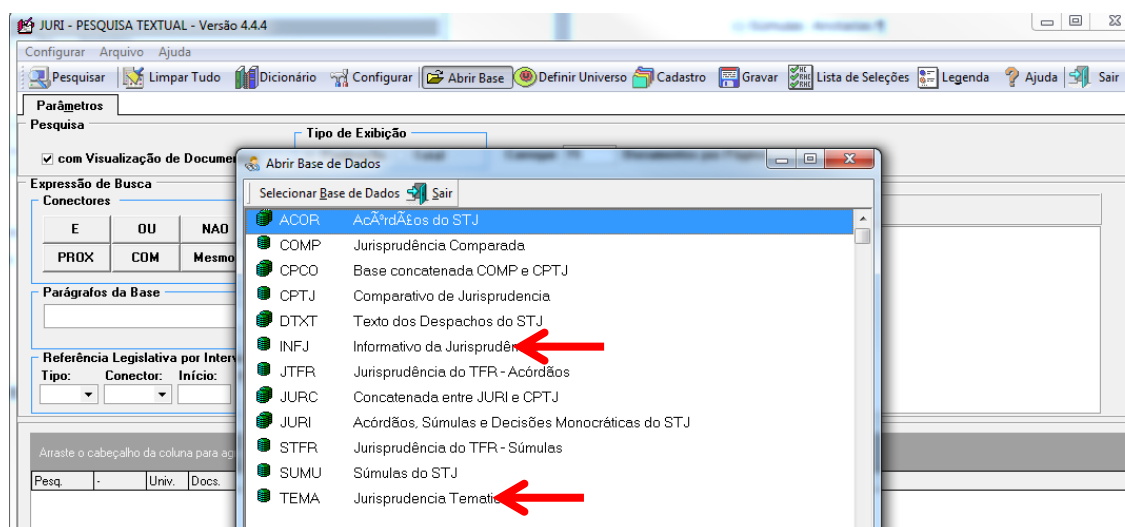 JURI - PESQUISA TEXTUAL - Versão 4.4.4
Configurar Arquivo Ajuda
Pesquisar Limpar Tudo Dicionário Configurar Abrir Base Definir Universo Cadastro Gravar Lista de Seleções Legenda Ajuda Sair
Parâmetros
Pesquisa
Tipo de Exibição
com Visualização de
Abrir Base de Dados
Selecionar Base de Dados Sair
Expressão de Busca
Conectores
E OU NAO
PROX COM Mesmo
Parágrafos da Base
Referência Legislativa por
Tipo: Conector: Início:
ACOR AcÃ³rdÃ£os do STJ
COMP Jurisprudência Comparada
CPCO Base concatenada COMP e CPTJ
CPTJ Comparativo de Jurisprudencia
DTXT Texto dos Despachos do STJ
INFJ Informativo da
JTFR Jurisprudência do TFR - Acórdãos
JURC Concatenada entre JURI e CPTJ
JURI Acórdãos, Súmulas e Decisões Monocráticas do STJ
STFR Jurisprudência do TFR - Súmulas
SUMU Súmulas do STJ
TEMA Jurisprudencia
Arraste o cabeçalho da coluna para
Pesq. - Univ. Docs.